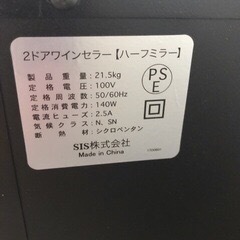 2ドアワインセラー【ハーフミラー】
製品重量：21.5kg
定格電圧：100V
定格周波数：50/60Hz
定格消費電力：140W
電流ヒューズ：2.5A
気候クラス：N、SN
断熱材：シクロペンタン
PSE
SIS株式会社
Made in China